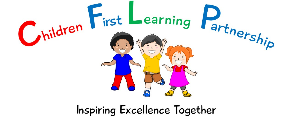 Children First Learning Partnership
Inspiring Excellence Together